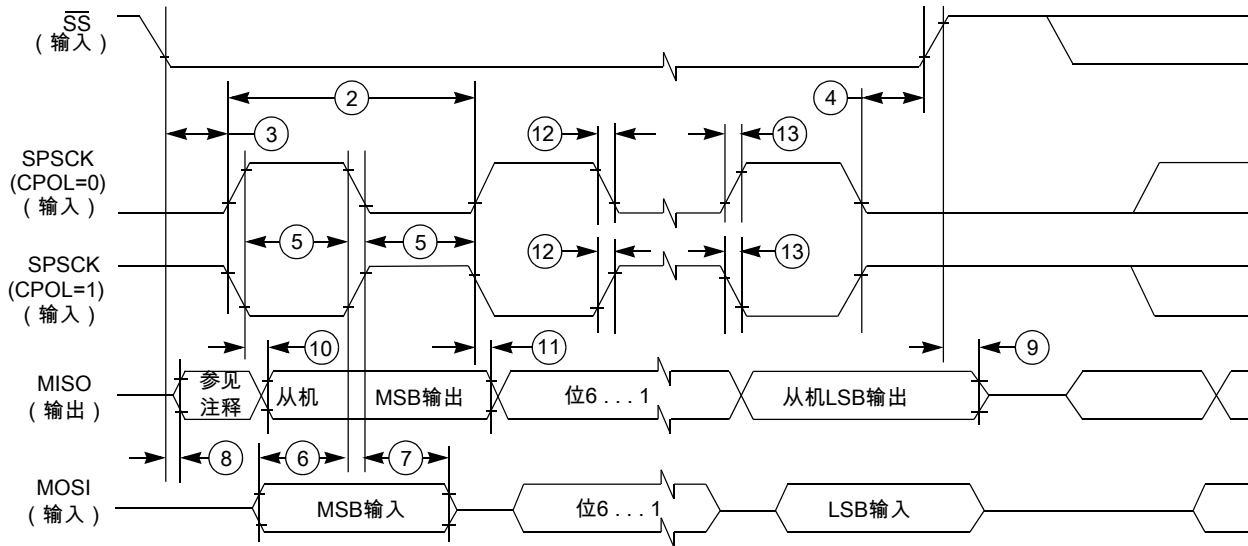 SS
（输入）
②
④
③
⑫
⑬
SPSCK
(CPOL=0)
（输入）
⑤
⑤
⑫
⑬
SPSCK
(CPOL=1)
（输入）
⑩
⑪
⑨
MISO
（输出）
参见
注释
从机
MSB输出
位6 . . . 1
从机LSB输出
⑧
⑥
⑦
MOSI
（输入）
MSB输入
位6 . . . 1
LSB输入